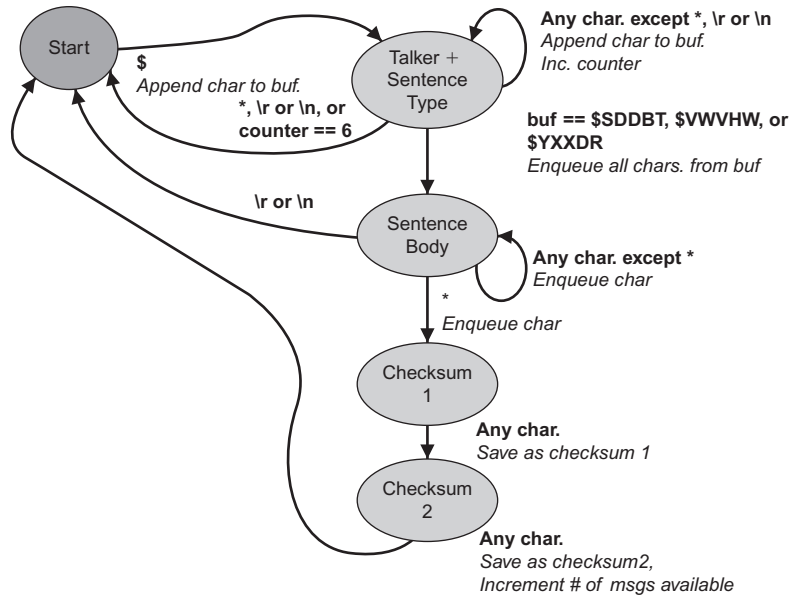 Start
$
Append char to buf.
Talker +
Sentence
Type
Any char. except *, \r or \n
Append char to buf.
Inc. counter
*, \r or \n, or
counter == 6
buf == $SDDBT, $VWVHW, or
$YXXDR
Enqueue all chars. from buf
\r or \n
Sentence
Body
Any char. except *
Enqueue char
*
Enqueue char
Checksum
1
Any char.
Save as checksum 1
Checksum
2
Any char.
Save as checksum2,
Increment # of msgs available